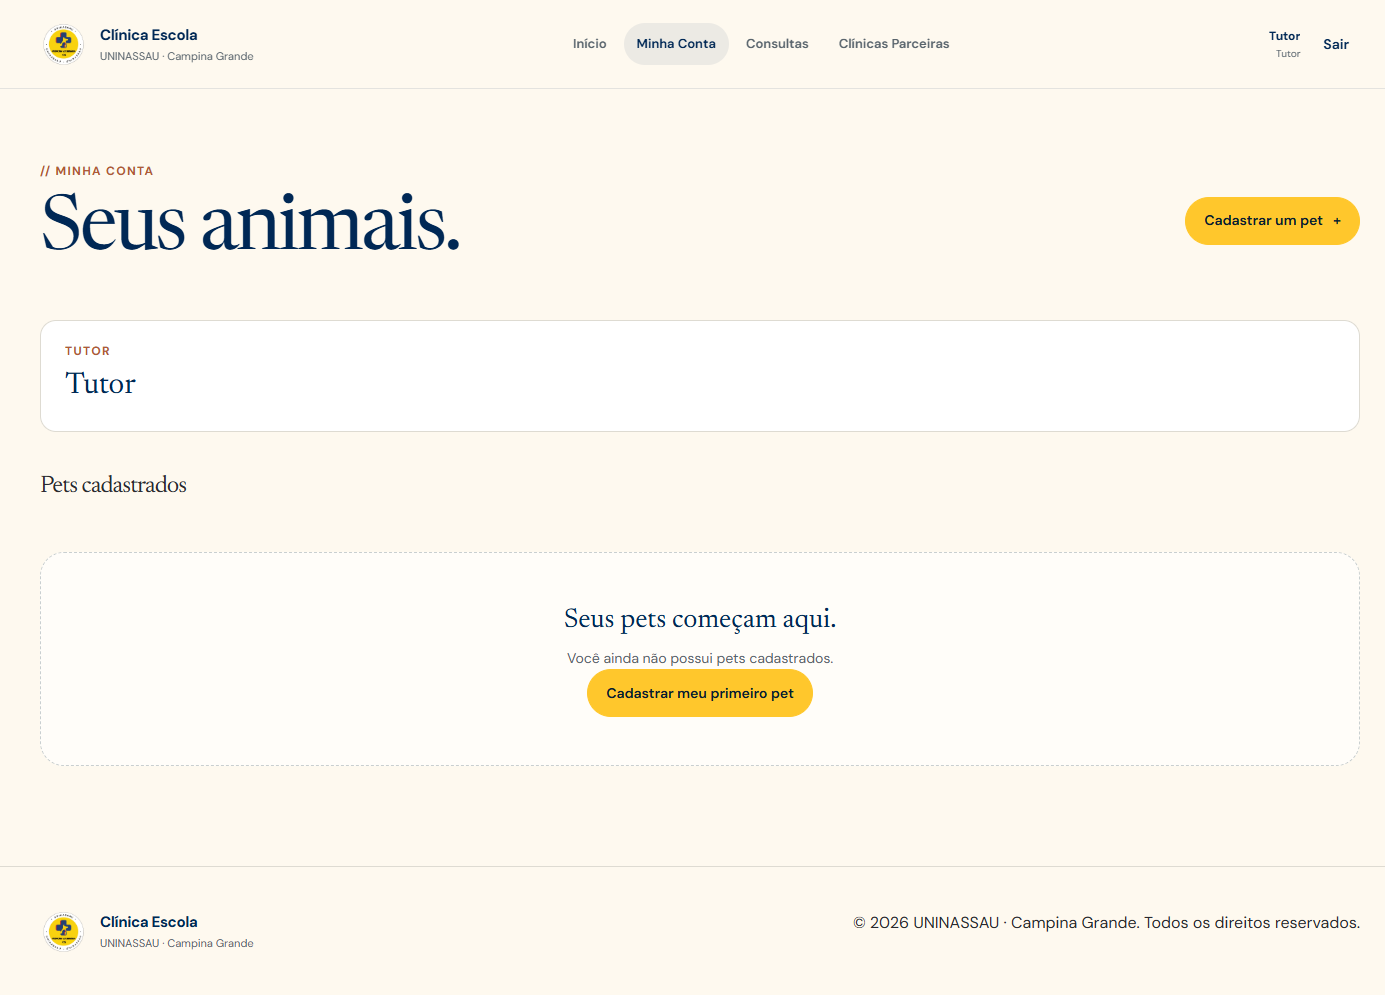 Clínica Escola
UNINASSAU · Campina Grande
Início
Minha Conta
Consultas
Clínicas Parceiras
Tutor
Tutor
Sair
// MINHA CONTA
Seus animais.
Cadastrar um pet +
TUTOR
Tutor
Pets cadastrados
Seus pets começam aqui.
Você ainda não possui pets cadastrados.
Cadastrar meu primeiro pet
Clínica Escola
UNINASSAU · Campina Grande
© 2026 UNINASSAU · Campina Grande. Todos os direitos reservados.